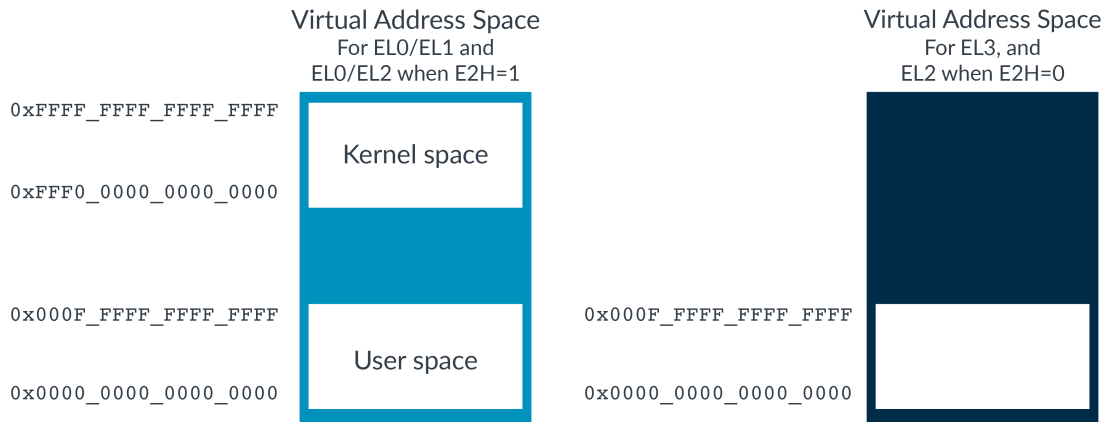 Virtual Address Space
For EL0/EL1 and
EL0/EL2 when E2H=1
0xFFFF_FFFF_FFFF_FFFF
Kernel space
0xFFF0_0000_0000_0000
0x000F_FFFF_FFFF_FFFF
User space
0x0000_0000_0000_0000
Virtual Address Space
For EL3, and
EL2 when E2H=0
0x000F_FFFF_FFFF_FFFF
0x0000_0000_0000_0000